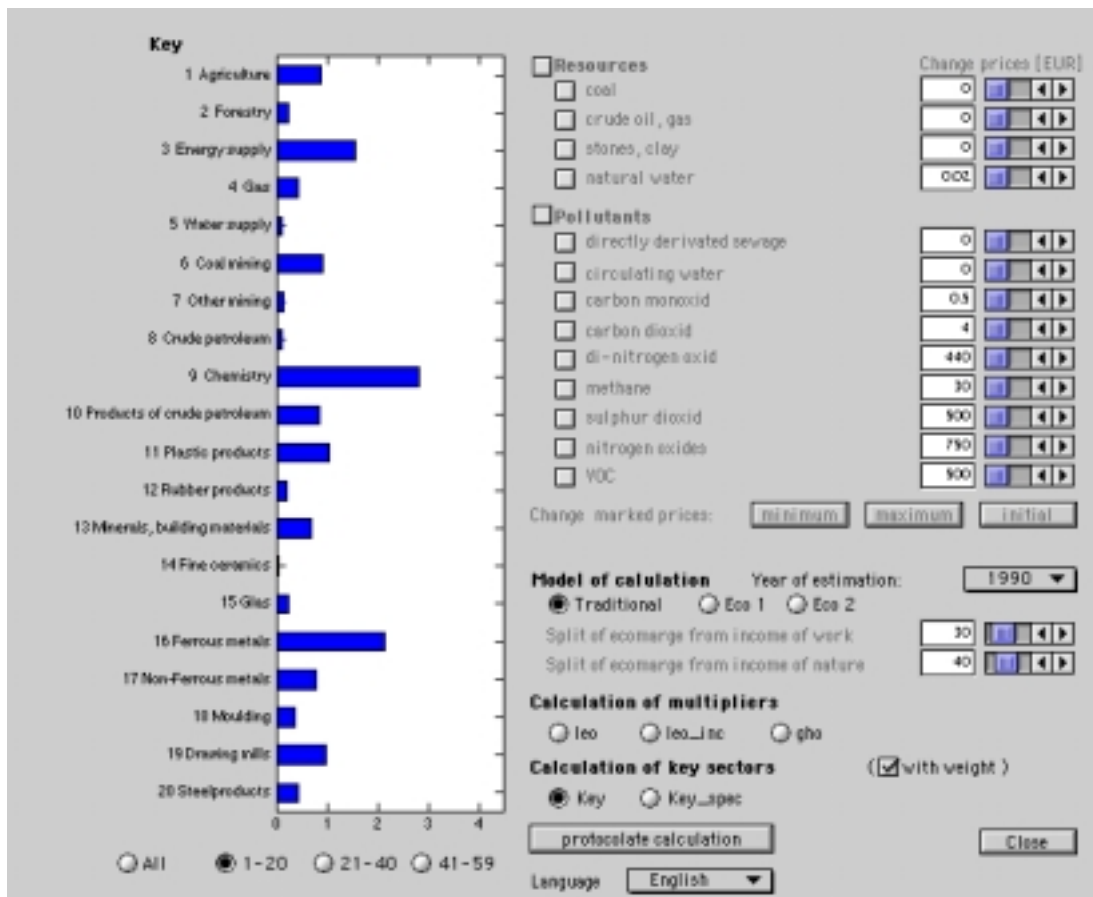 Key
1 Agriculture
2 Forestry
3 Energy supply
4 Gas
5 Water supply
6 Coal mining
7 Other mining
8 Crude petroleum
9 Chemistry
10 Products of crude petroleum
11 Plastic products
12 Rubber products
13 Minerals, building materials
14 Fine ceramics
15 Glas
16 Ferrous metals
17 Non-Ferrous metals
18 Moulding
19 Drawing mills
20 Steelproducts
0 1 2 3 4
All 1-20 21-40 41-59
Resources Change prices [EUR]
coal 0
crude oil, gas 0
stones, clay 0
natural water 0.02
Pollutants
directly derivated sewage 0
circulating water 0
carbon monoxid 0.5
carbon dioxid 4
di-nitrogen oxid 440
methane 30
sulphur dioxid 500
nitrogen oxides 750
VOC 500
Change marked prices: minimum maximum initial
Model of calulation Year of estimation: 1990
Traditional Eco 1 Eco 2
Split of ecomarge from income of work 30
Split of ecomarge from income of nature 40
Calculation of multipliers
leo leo_inc gho
Calculation of key sectors (with weight)
Key Key_spec
protocolate calculation Close
Language English